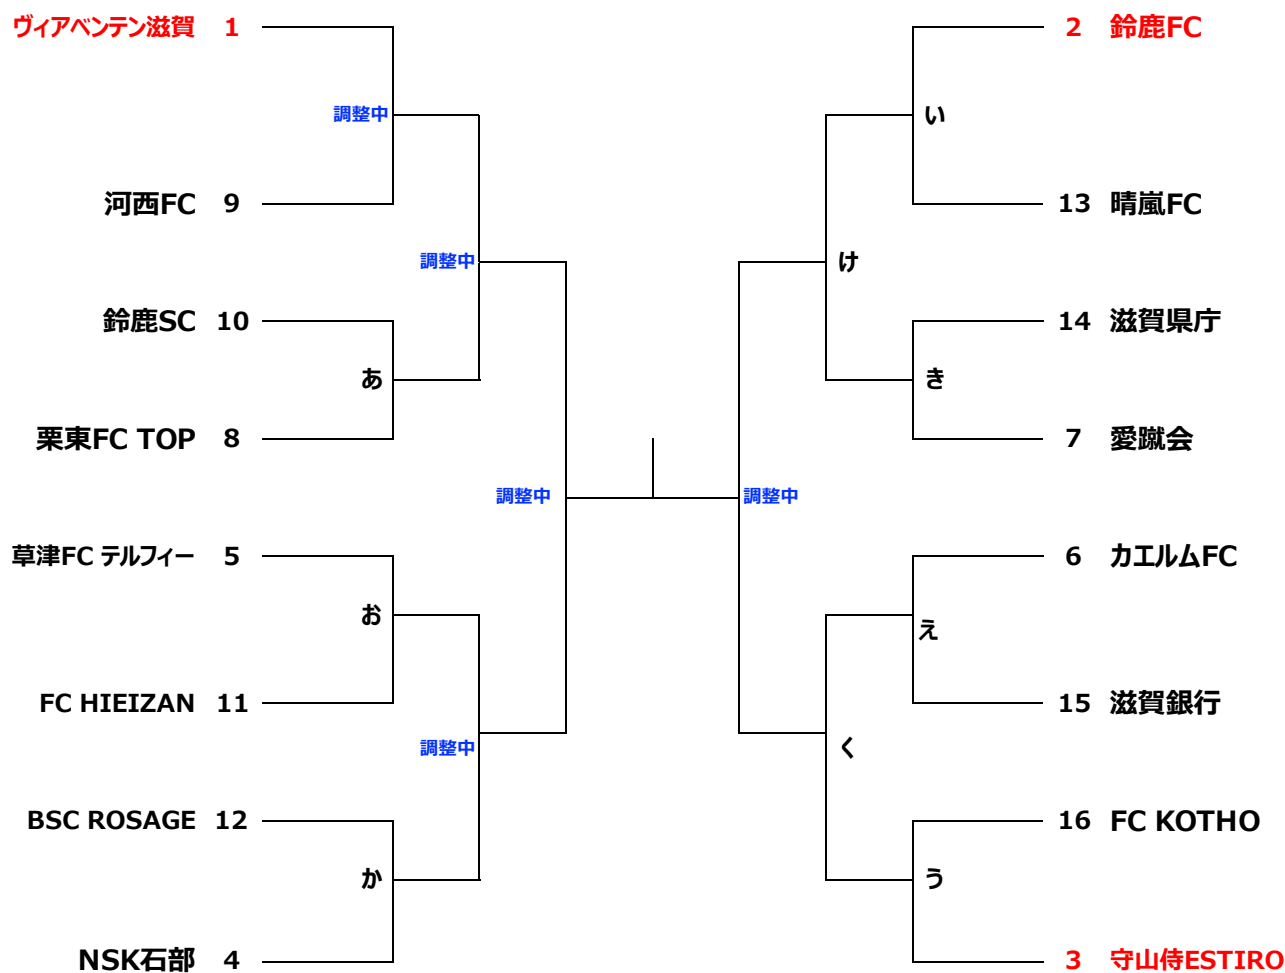 ヴィアベンテン滋賀 1
調整中
河西FC 9
調整中
鈴鹿SC 10
あ
栗東FC TOP 8
調整中
草津FC テルフィー 5
お
FC HIEIZAN 11
調整中
BSC ROSAGE 12
か
NSK石部 4
2 鈴鹿FC
い
13 晴嵐FC
け
14 滋賀県庁
き
7 愛蹴会
調整中
6 カエルムFC
え
15 滋賀銀行
く
16 FC KOTHO
う
3 守山侍ESTIRO